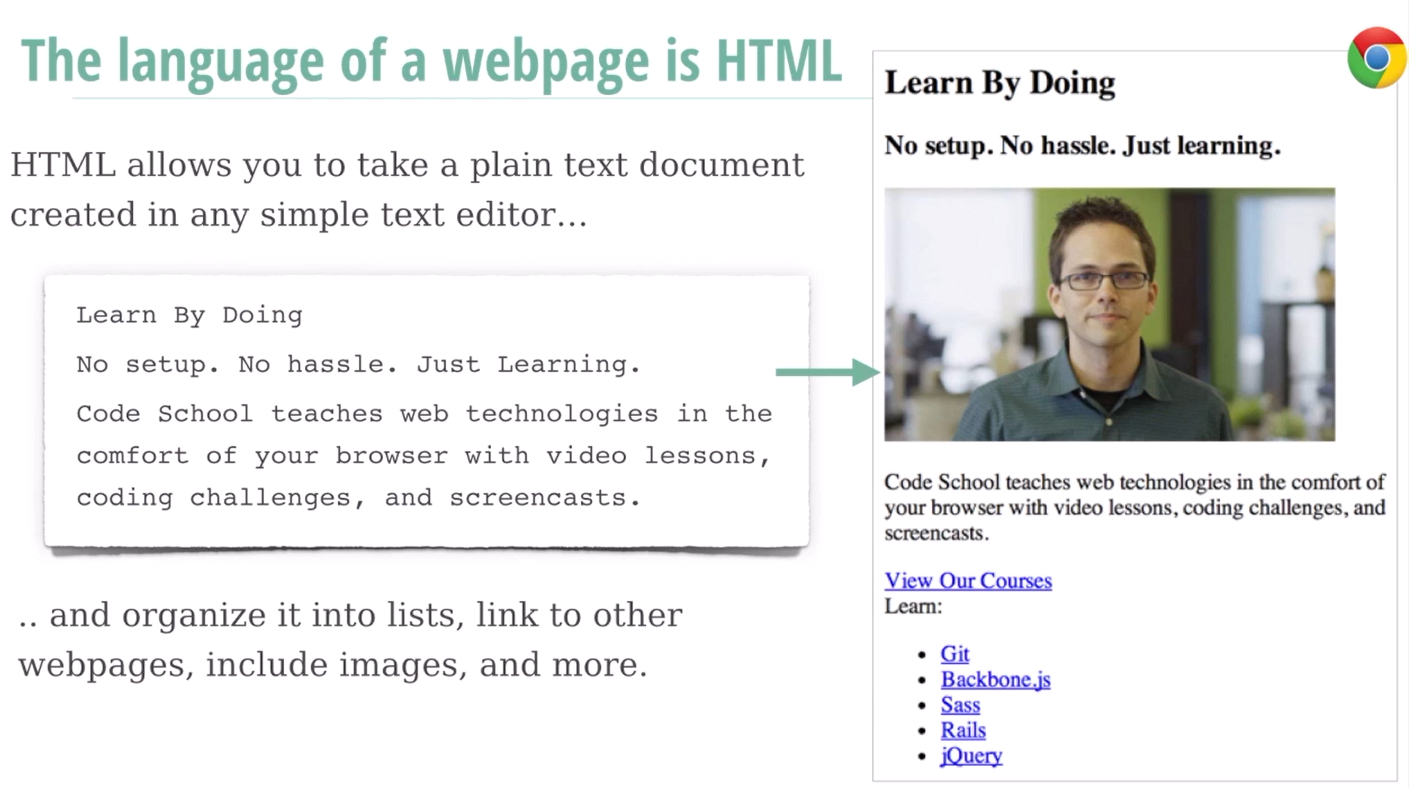 The language of a webpage is HTML
HTML allows you to take a plain text document
created in any simple text editor…
Learn By Doing
No setup. No hassle. Just Learning.
Code School teaches web technologies in the
comfort of your browser with video lessons,
coding challenges, and screencasts.
.. and organize it into lists, link to other
webpages, include images, and more.
Learn By Doing
No setup. No hassle. Just learning.
Code School teaches web technologies in the comfort of
your browser with video lessons, coding challenges, and
screencasts.
View Our Courses
Learn:
• Git
• Backbone.js
• Sass
• Rails
• jQuery